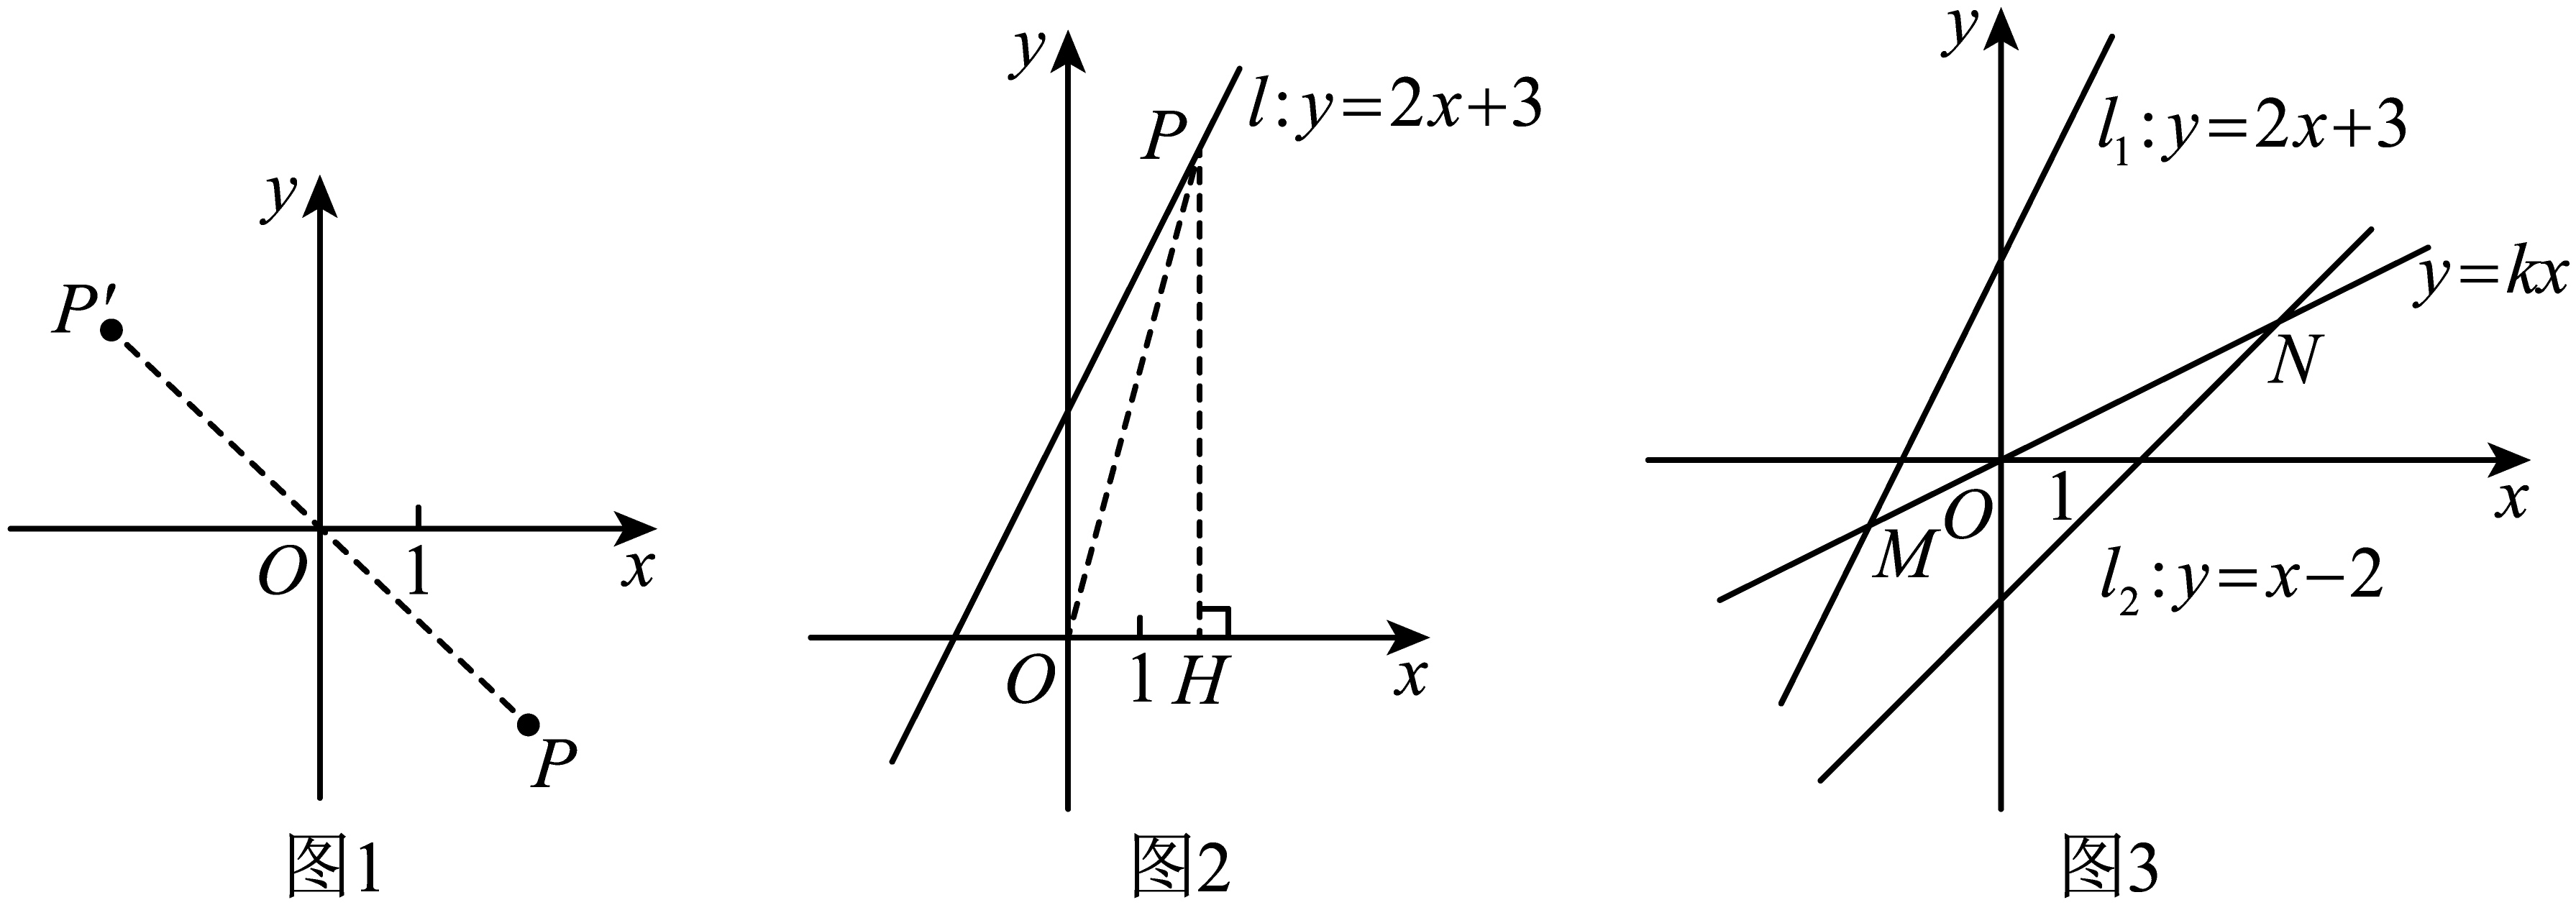 y
P′
O
1
x
P
图1
y
P
l:y=2x+3
O
1
H
x
图2
y
l₁:y=2x+3
y=kx
N
O
1
x
M
l₂:y=x−2
图3